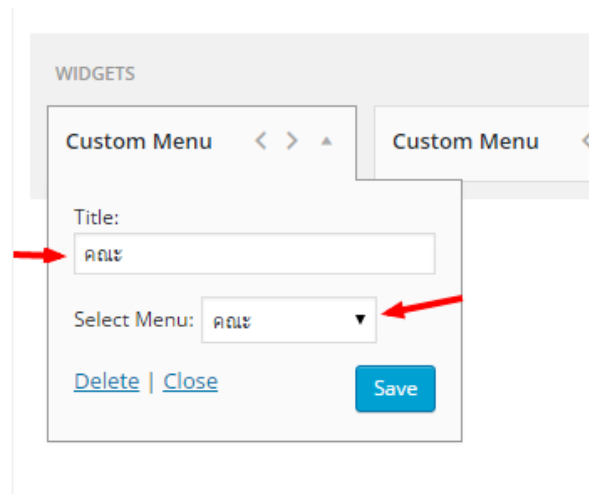 WIDGETS
Custom Menu
Custom Menu
Title:
คณะ
Select Menu: คณะ
Delete | Close
Save